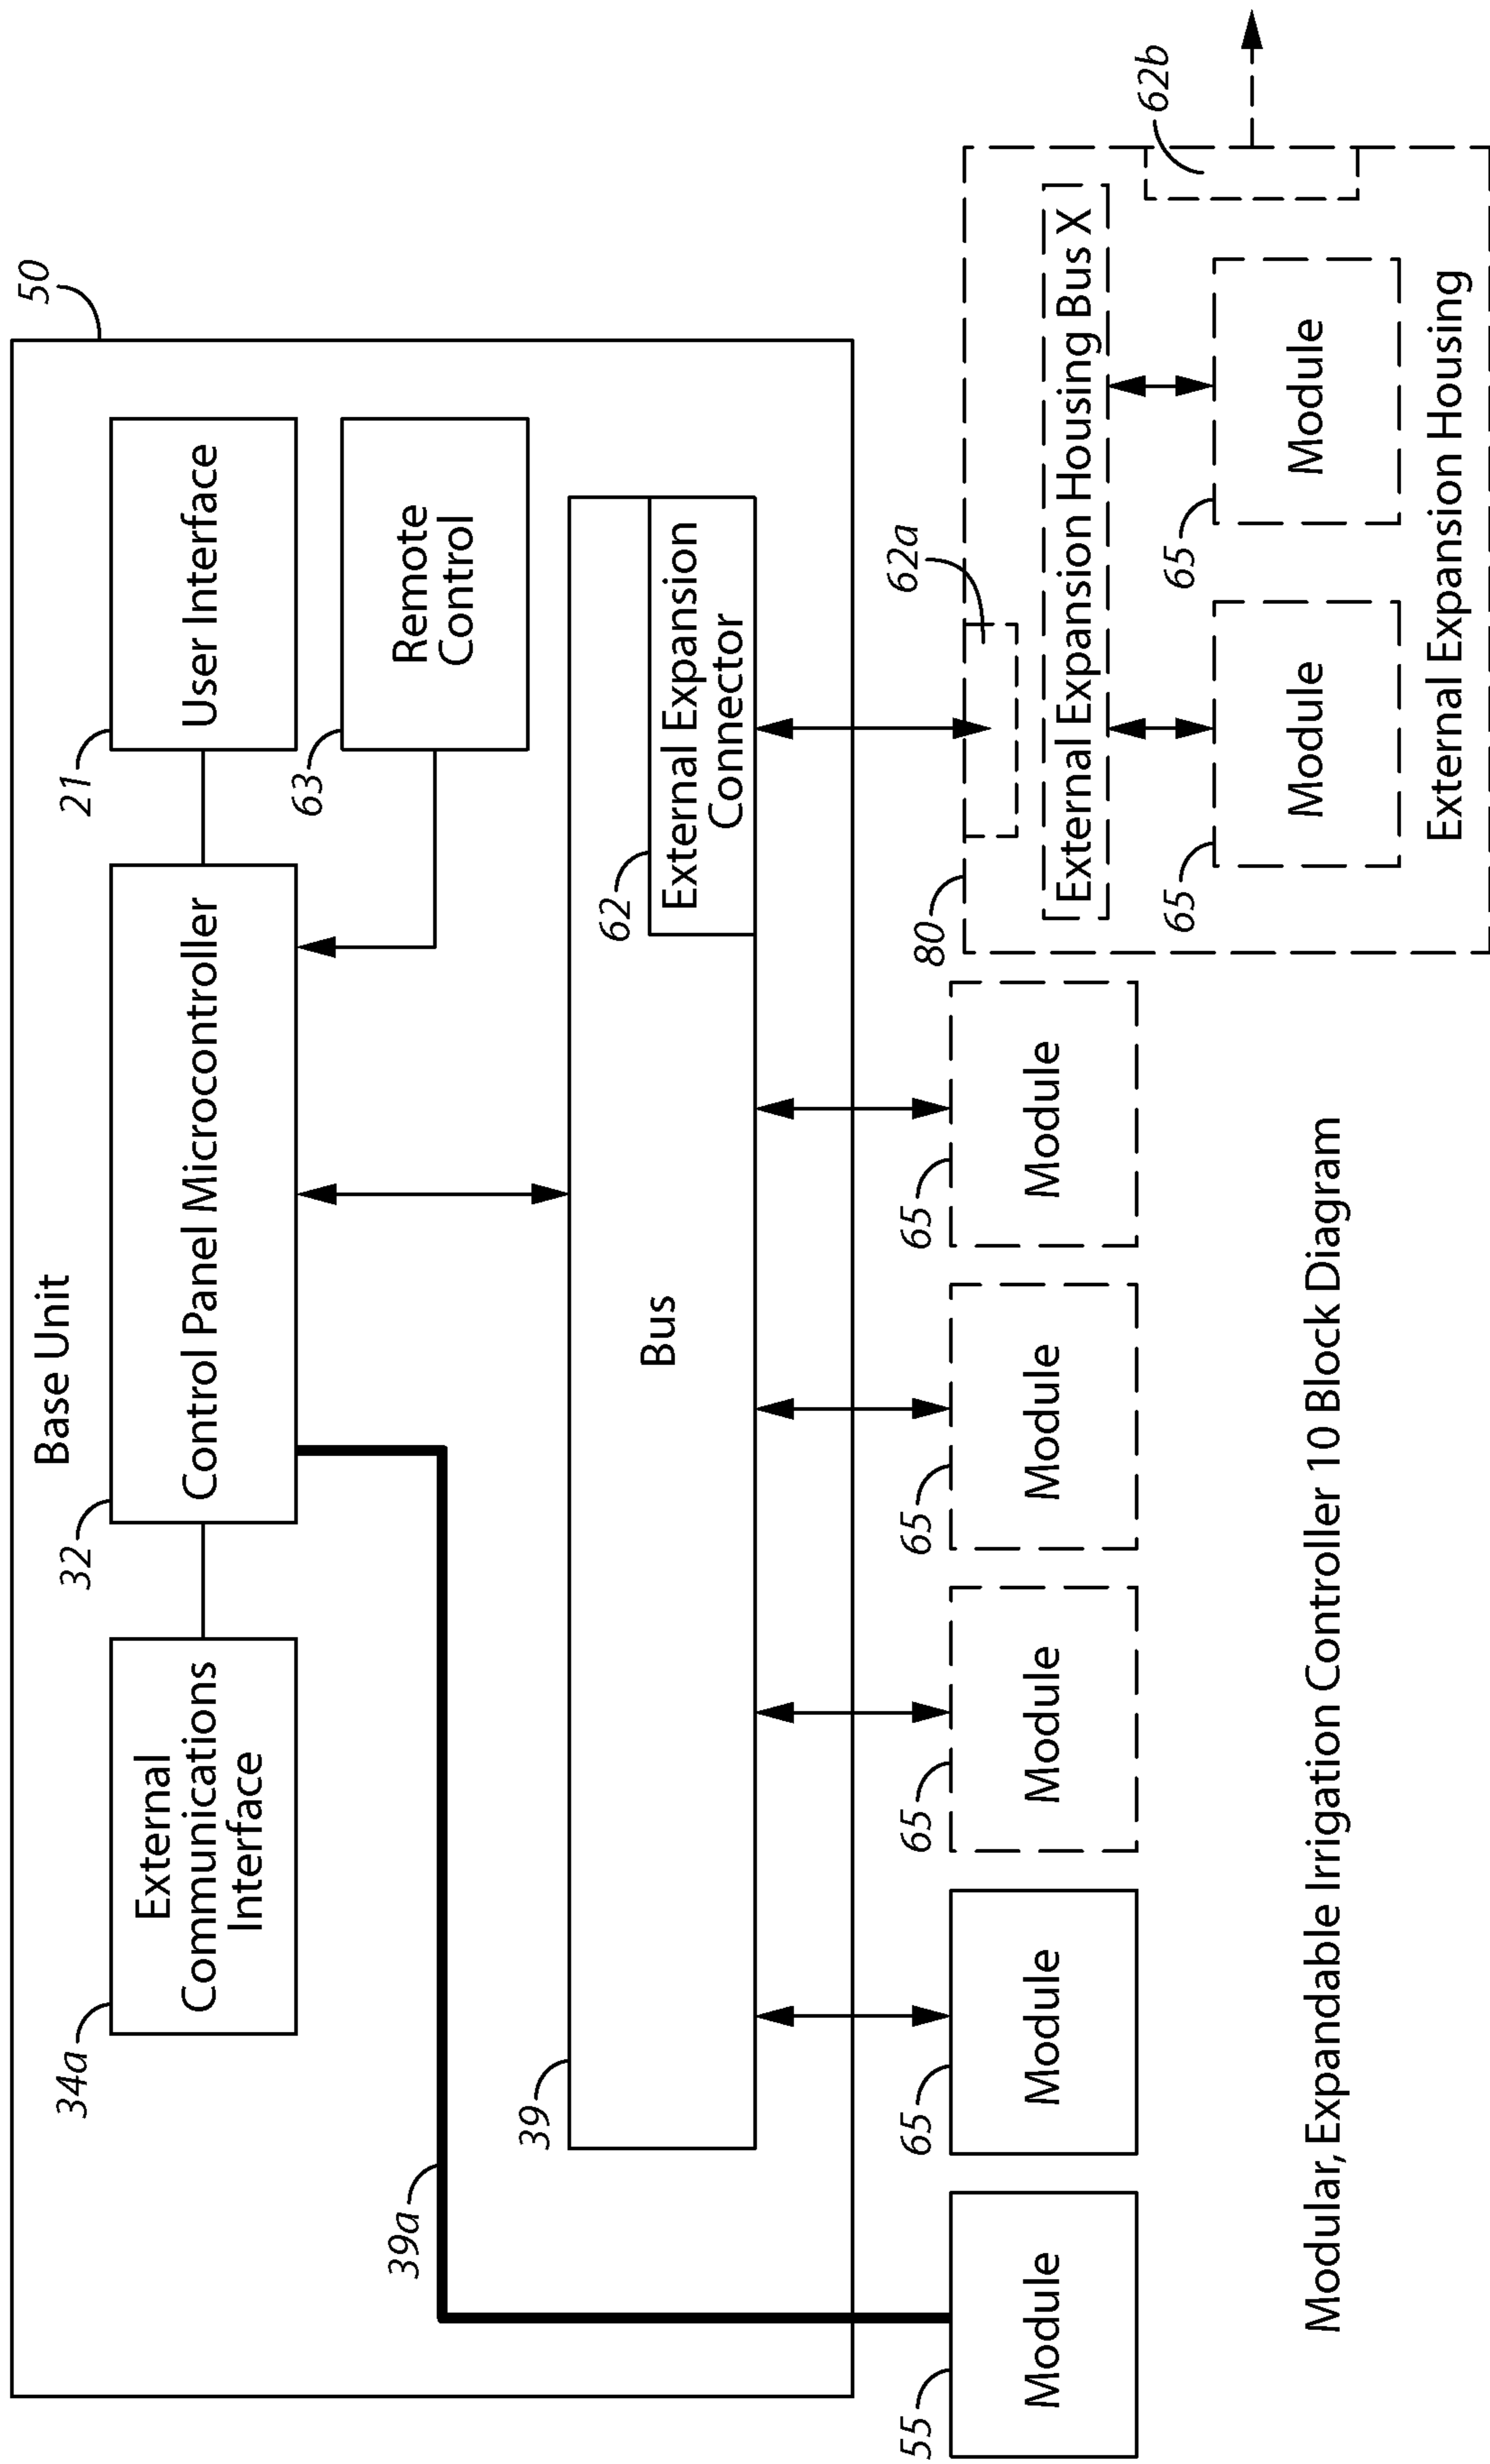 50
Base Unit
34a
External
Communications
Interface
32
Control Panel Microcontroller
21
User Interface
63
Remote
Control
39a
39
Bus
62
External Expansion
Connector
55
Module
65
Module
65
Module
65
Module
65
Module
80
62a
62b
[External Expansion Housing Bus X]
65
Module
65
Module
External Expansion Housing
Modular, Expandable Irrigation Controller 10 Block Diagram